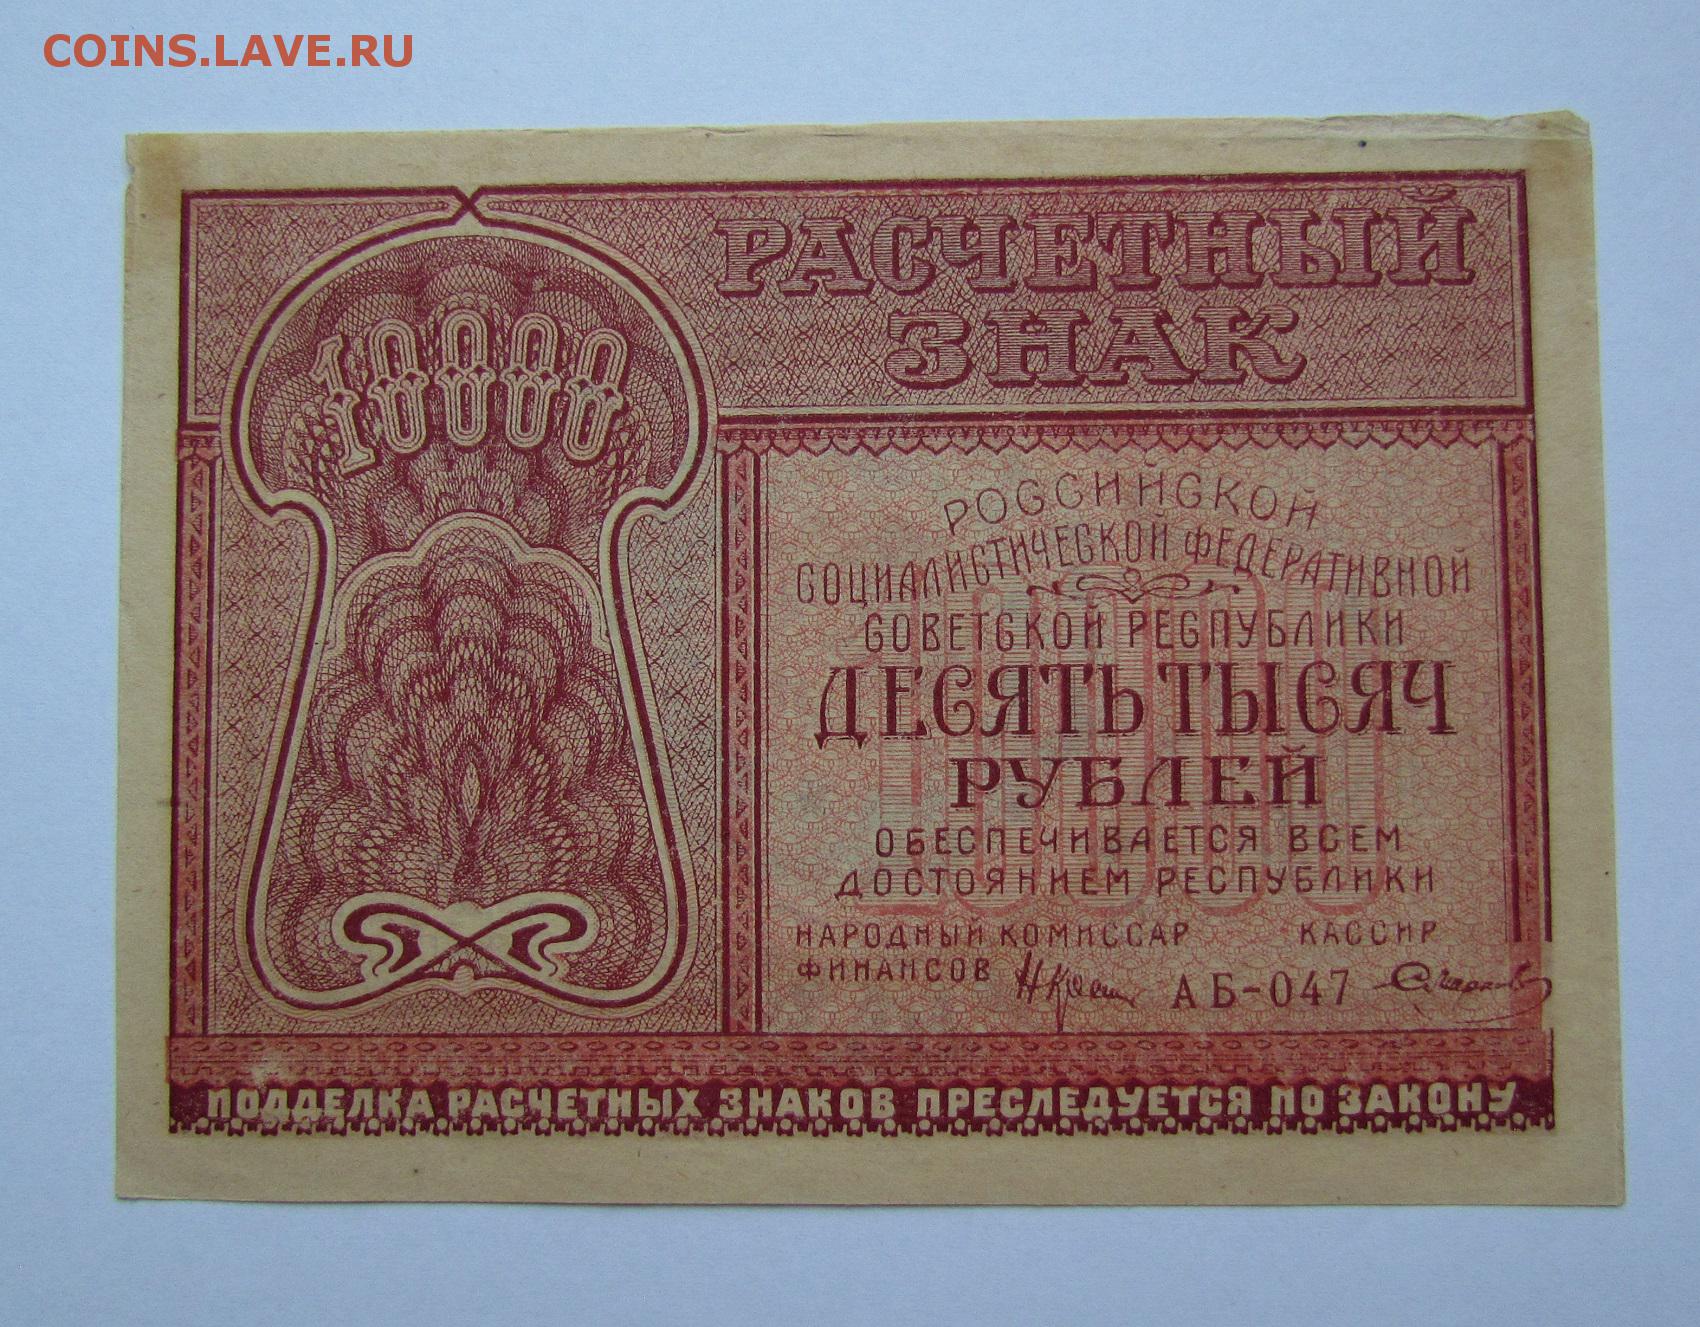 COINS.LAVE.RU
РАСЧЕТНЫЙ
ЗНАК
10000
РОССИЙСКОЙ
СОЦИАЛИСТИЧЕСКОЙ ФЕДЕРАТИВНОЙ
СОВЕТСКОЙ РЕСПУБЛИКИ
10000
ДЕСЯТЬ ТЫСЯЧ
РУБЛЕЙ
ОБЕСПЕЧИВАЕТСЯ ВСЕМ
ДОСТОЯНИЕМ РЕСПУБЛИКИ
НАРОДНЫЙ КОМИССАР КАССИР
ФИНАНСОВ АБ-047
ПОДДЕЛКА РАСЧЕТНЫХ ЗНАКОВ ПРЕСЛЕДУЕТСЯ ПО ЗАКОНУ